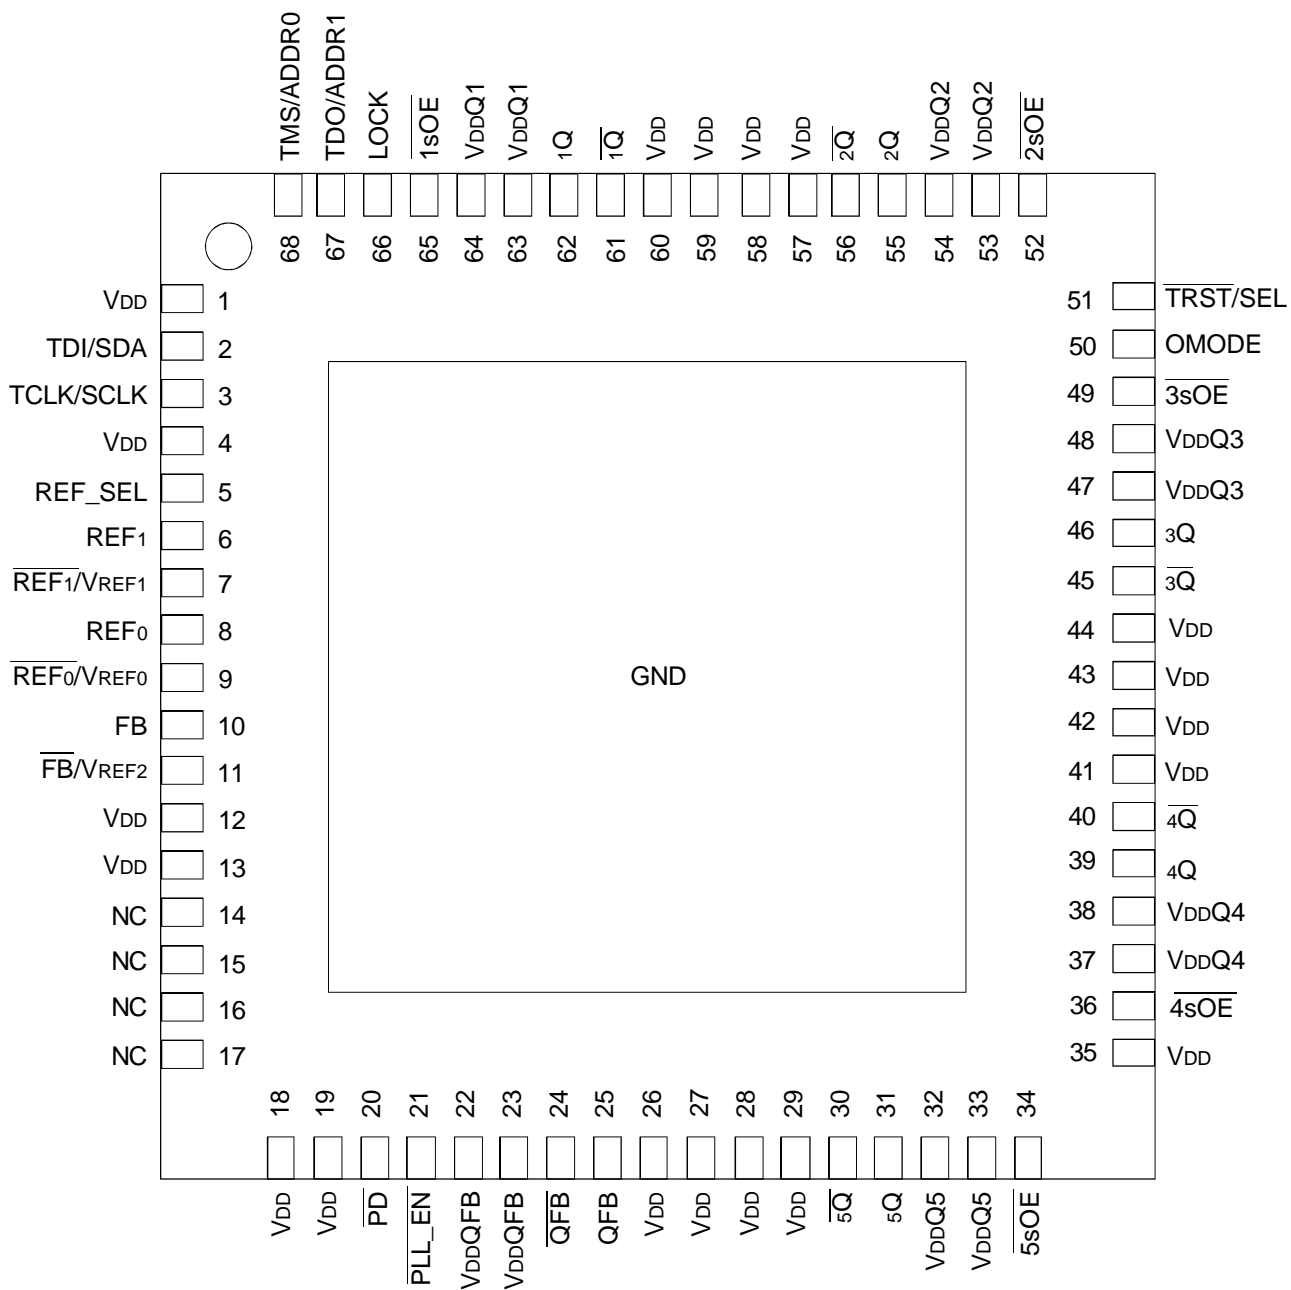 TMS/ADDR0
TDO/ADDR1
LOCK
1sOE
VDDQ1
VDDQ1
1Q
1Q
VDD
VDD
VDD
VDD
2Q
2Q
VDDQ2
VDDQ2
2sOE
68
67
66
65
64
63
62
61
60
59
58
57
56
55
54
53
52
VDD 1
TDI/SDA 2
TCLK/SCLK 3
VDD 4
REF_SEL 5
REF1 6
REF1/VREF1 7
REF0 8
REF0/VREF0 9
FB 10
FB/VREF2 11
VDD 12
VDD 13
NC 14
NC 15
NC 16
NC 17
GND
51 TRST/SEL
50 OMODE
49 3sOE
48 VDDQ3
47 VDDQ3
46 3Q
45 3Q
44 VDD
43 VDD
42 VDD
41 VDD
40 4Q
39 4Q
38 VDDQ4
37 VDDQ4
36 4sOE
35 VDD
18
19
20
21
22
23
24
25
26
27
28
29
30
31
32
33
34
VDD
VDD
PD
PLL_EN
VDDQFB
VDDQFB
QFB
QFB
VDD
VDD
VDD
VDD
5Q
5Q
VDDQ5
VDDQ5
5sOE